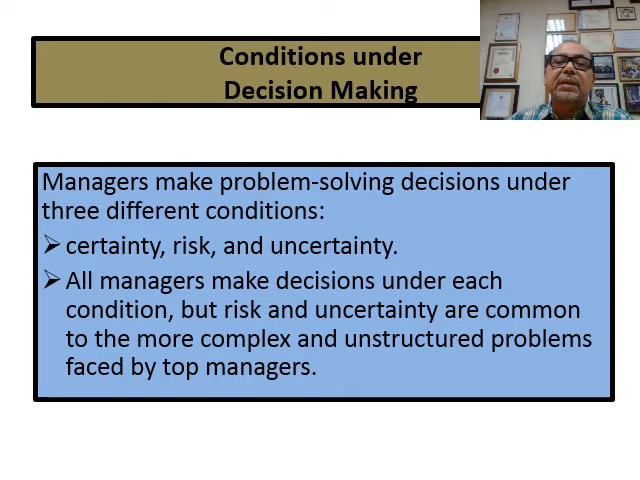 Conditions under
Decision Making
Managers make problem-solving decisions under
three different conditions:
➢ certainty, risk, and uncertainty.
➢ All managers make decisions under each
condition, but risk and uncertainty are common
to the more complex and unstructured problems
faced by top managers.